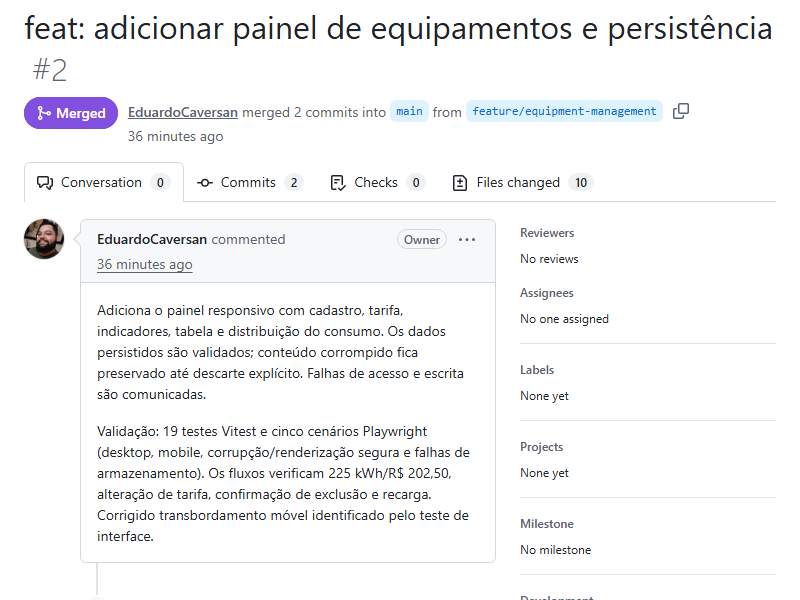 feat: adicionar painel de equipamentos e persistência
#2
Merged EduardoCaversan merged 2 commits into main from feature/equipment-management
36 minutes ago
Conversation 0 Commits 2 Checks 0 Files changed 10
EduardoCaversan commented Owner
36 minutes ago
Adiciona o painel responsivo com cadastro, tarifa,
indicadores, tabela e distribuição do consumo. Os dados
persistidos são validados; conteúdo corrompido fica
preservado até descarte explícito. Falhas de acesso e escrita
são comunicadas.
Validação: 19 testes Vitest e cinco cenários Playwright
(desktop, mobile, corrupção/renderização segura e falhas de
armazenamento). Os fluxos verificam 225 kWh/R$ 202,50,
alteração de tarifa, confirmação de exclusão e recarga.
Corrigido transbordamento móvel identificado pelo teste de
interface.
Reviewers
No reviews
Assignees
No one assigned
Labels
None yet
Projects
None yet
Milestone
No milestone
Development